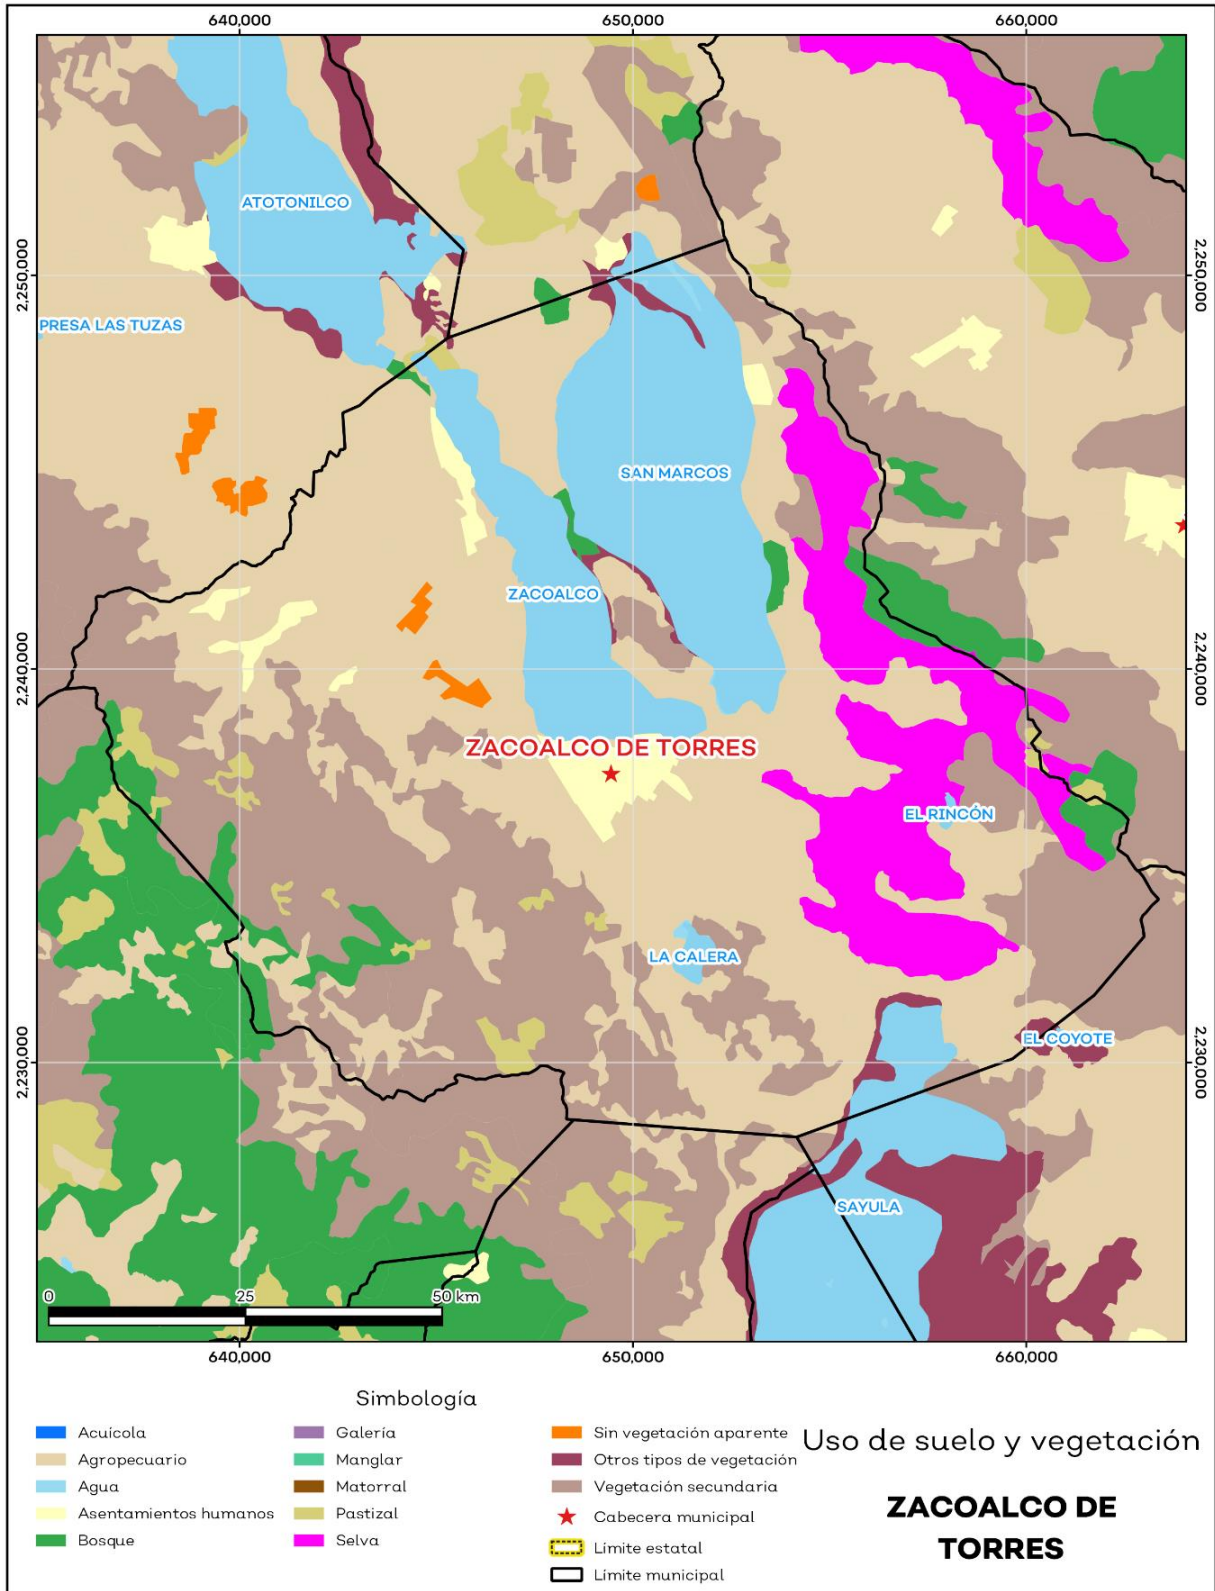 640,000
650,000
660,000
ATOTONILCO
2,250,000
2,250,000
PRESA LAS TUZAS
SAN MARCOS
ZACOALCO
2,240,000
2,240,000
ZACOALCO DE TORRES
EL RINCÓN
LA CALERA
EL COYOTE
2,230,000
2,230,000
SAYULA
0
25
50 km
640,000
650,000
660,000
Simbología
Acuícola
Agropecuario
Agua
Asentamientos humanos
Bosque
Galería
Manglar
Matorral
Pastizal
Selva
Sin vegetación aparente
Otros tipos de vegetación
Vegetación secundaria
Cabecera municipal
Límite estatal
Límite municipal
Uso de suelo y vegetación
ZACOALCO DE
TORRES